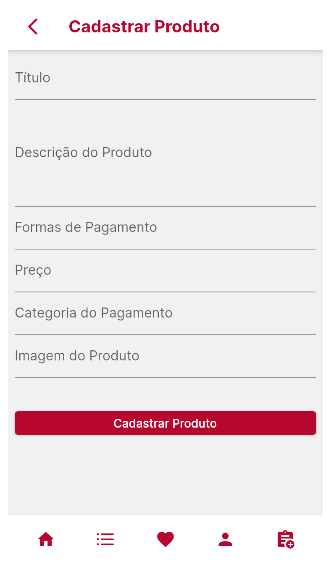 Cadastrar Produto
Título
Descrição do Produto
Formas de Pagamento
Preço
Categoria do Pagamento
Imagem do Produto
Cadastrar Produto